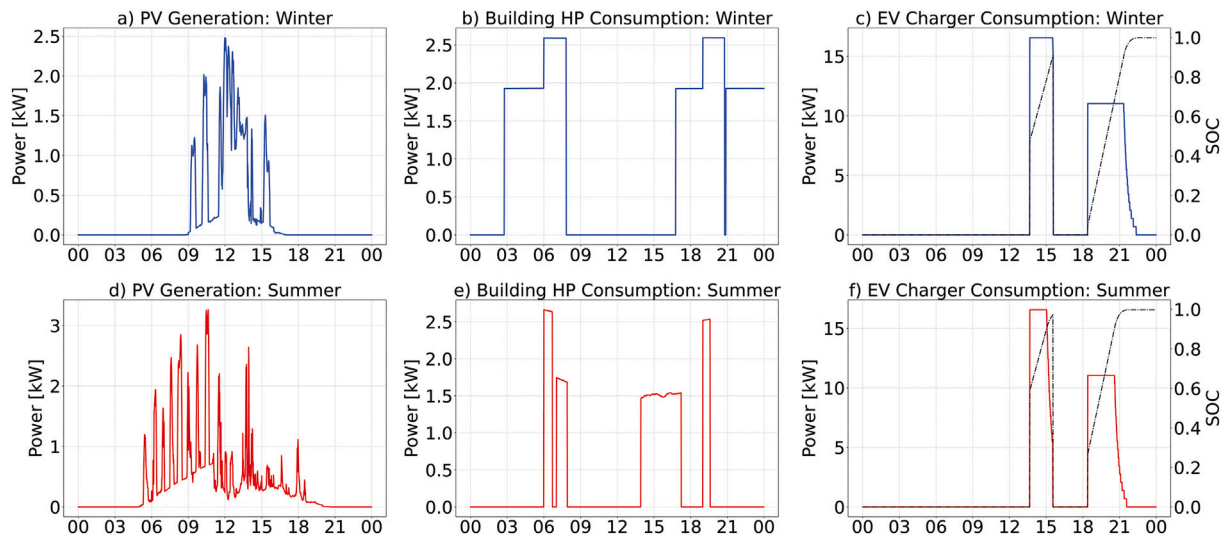 a) PV Generation: Winter
b) Building HP Consumption: Winter
c) EV Charger Consumption: Winter
Power [kW]
2.5
2.0
1.5
1.0
0.5
0.0
00 03 06 09 12 15 18 21 00
Power [kW]
2.5
2.0
1.5
1.0
0.5
0.0
00 03 06 09 12 15 18 21 00
Power [kW]
15
10
5
0
00 03 06 09 12 15 18 21 00
1.0
0.8
0.6
0.4
0.2
0.0
SOC
d) PV Generation: Summer
e) Building HP Consumption: Summer
f) EV Charger Consumption: Summer
Power [kW]
3
2
1
0
00 03 06 09 12 15 18 21 00
Power [kW]
2.5
2.0
1.5
1.0
0.5
0.0
00 03 06 09 12 15 18 21 00
Power [kW]
15
10
5
0
00 03 06 09 12 15 18 21 00
1.0
0.8
0.6
0.4
0.2
0.0
SOC